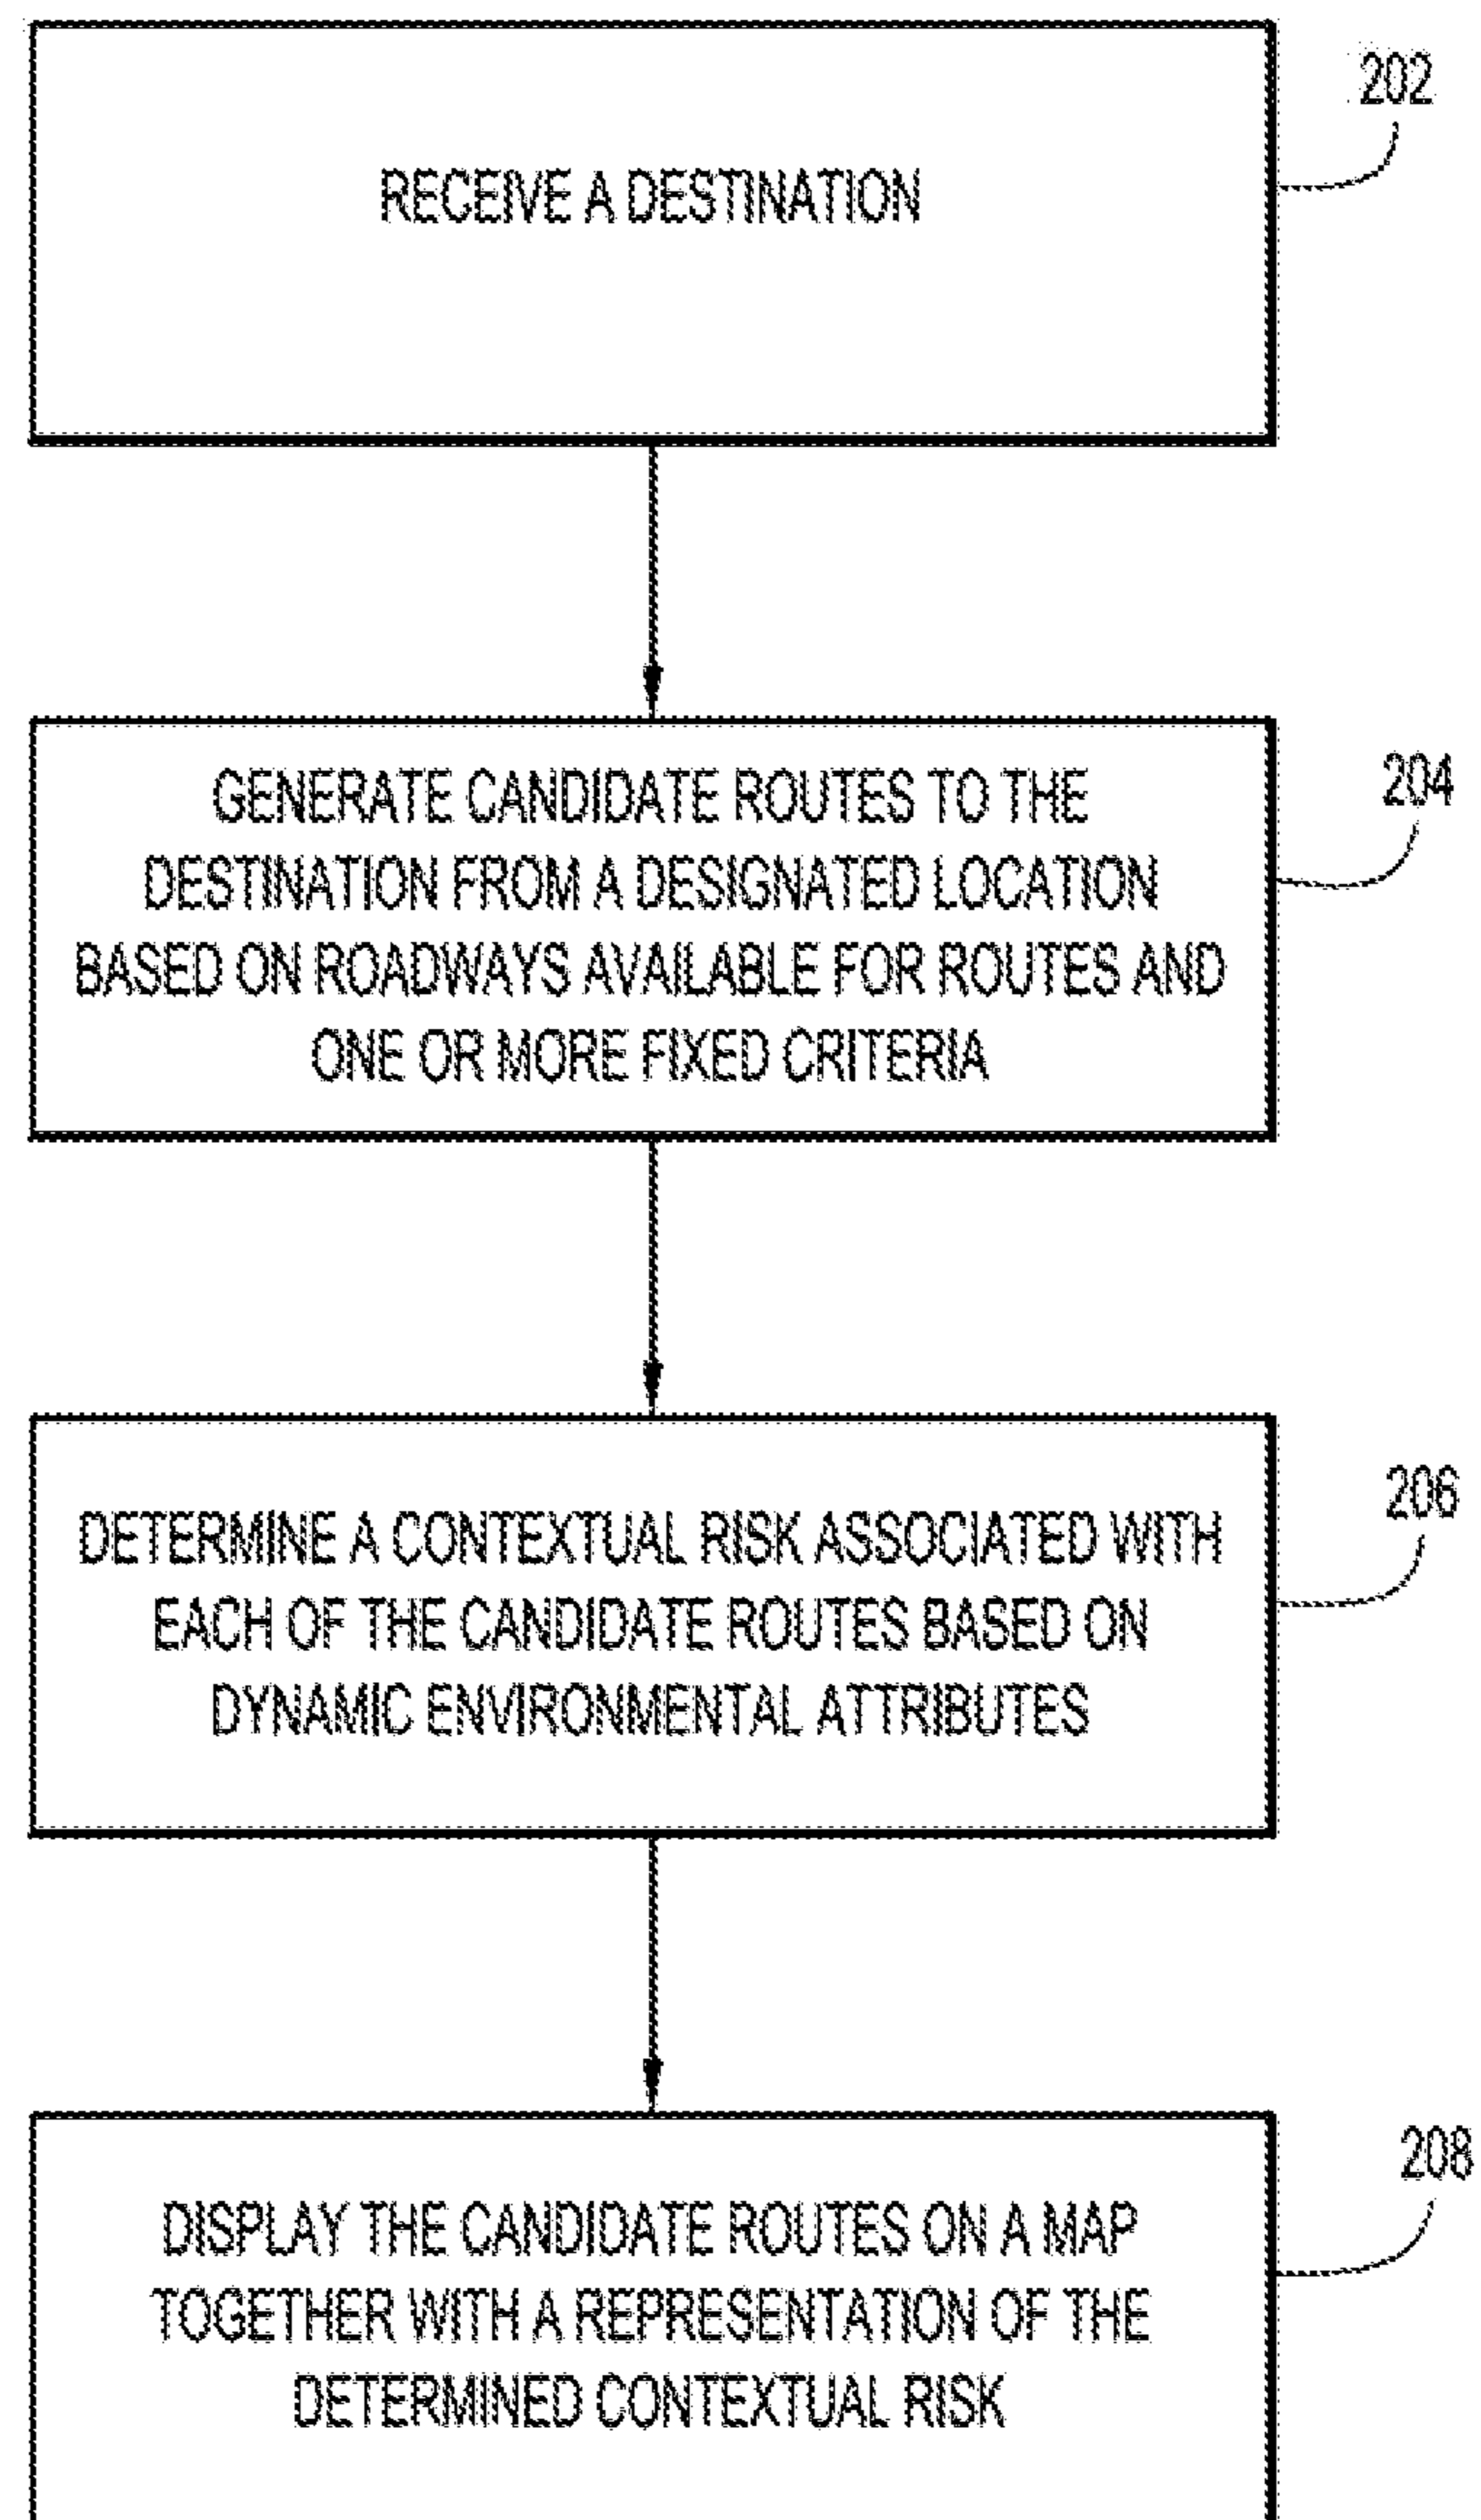 202
RECEIVE A DESTINATION
204
GENERATE CANDIDATE ROUTES TO THE
DESTINATION FROM A DESIGNATED LOCATION
BASED ON ROADWAYS AVAILABLE FOR ROUTES AND
ONE OR MORE FIXED CRITERIA
206
DETERMINE A CONTEXTUAL RISK ASSOCIATED WITH
EACH OF THE CANDIDATE ROUTES BASED ON
DYNAMIC ENVIRONMENTAL ATTRIBUTES
208
DISPLAY THE CANDIDATE ROUTES ON A MAP
TOGETHER WITH A REPRESENTATION OF THE
DETERMINED CONTEXTUAL RISK